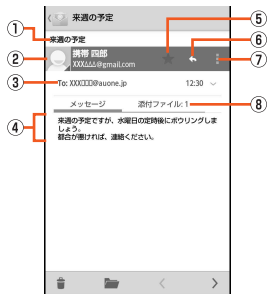 来週の予定
①
来週の予定
⑤
②
携帯 四郎
XXX△△△@gmail.com
⑥
⑦
③
To: XXX□□□@auone.jp
12:30
メッセージ
添付ファイル: 1
⑧
④
来週の予定ですが、水曜日の定時後にボウリングしま
しょう。
都合が悪ければ、連絡ください。